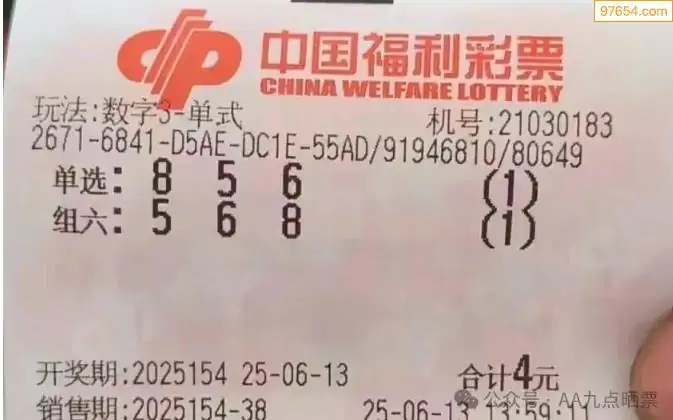 97654.com
中国福利彩票
CHINA WELFARE LOTTERY
玩法:数字3-单式
机号:21030183
2671-6841-D5AE-DC1E-55AD/91946810/80649
单选: 8 5 6 (1)
组六: 5 6 8 (1)
开奖期:2025154 25-06-13
合计4元
公众号:AA九点晒票
销售期:2025154-38
25-06-13